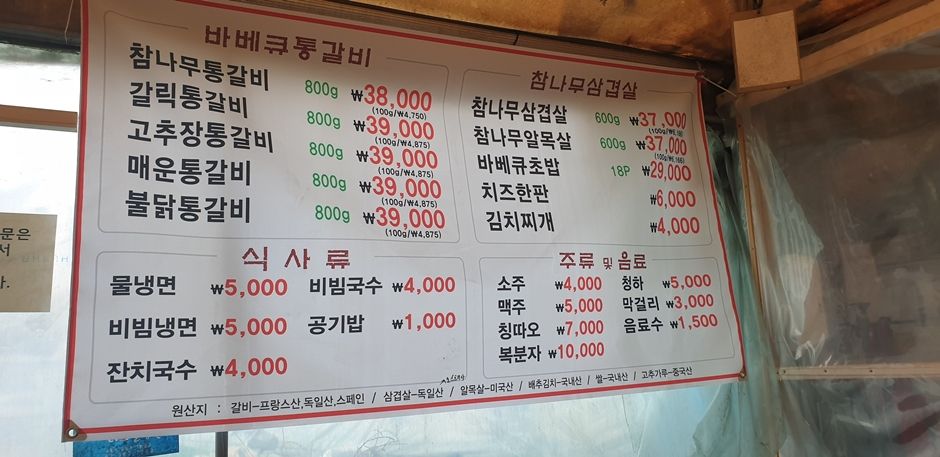 바베큐통갈비
참나무통갈비 800g ₩38,000
(100g/₩4,750)
갈릭통갈비 800g ₩39,000
(100g/₩4,875)
고추장통갈비 800g ₩39,000
(100g/₩4,875)
매운통갈비 800g ₩39,000
(100g/₩4,875)
불닭통갈비 800g ₩39,000
(100g/₩4,875)
참나무삼겹살
참나무삼겹살 600g ₩37,000
참나무알목살 600g ₩37,000
(100g/₩6,166)
바베큐초밥 18P ₩29,000
치즈한판 ₩6,000
김치찌개 ₩4,000
식사류
물냉면 ₩5,000 비빔국수 ₩4,000
비빔냉면 ₩5,000 공기밥 ₩1,000
잔치국수 ₩4,000
주류 및 음료
소주 ₩4,000 청하 ₩5,000
맥주 ₩5,000 막걸리 ₩3,000
칭따오 ₩7,000 음료수 ₩1,500
복분자 ₩10,000
원산지 : 갈비-프랑스산,독일산,스페인 / 삼겹살-독일산 / 알목살-미국산 / 배추김치-국내산 / 쌀-국내산 / 고추가루-중국산
문은
서